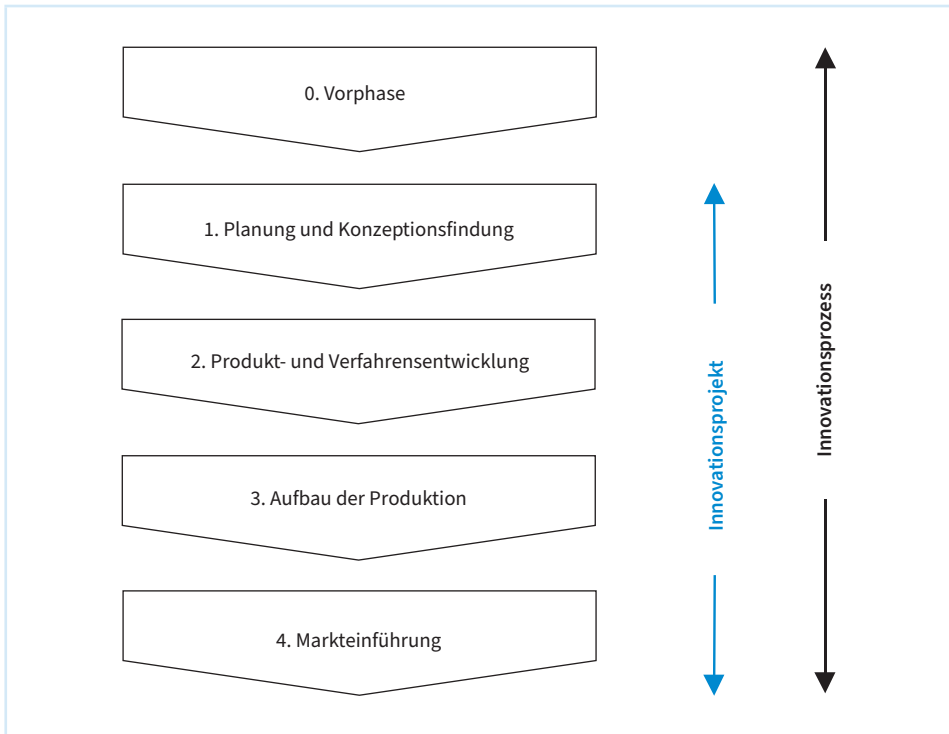 0. Vorphase
1. Planung und Konzeptionsfindung
2. Produkt- und Verfahrensentwicklung
3. Aufbau der Produktion
4. Markteinführung
Innovationsprojekt
Innovationsprozess